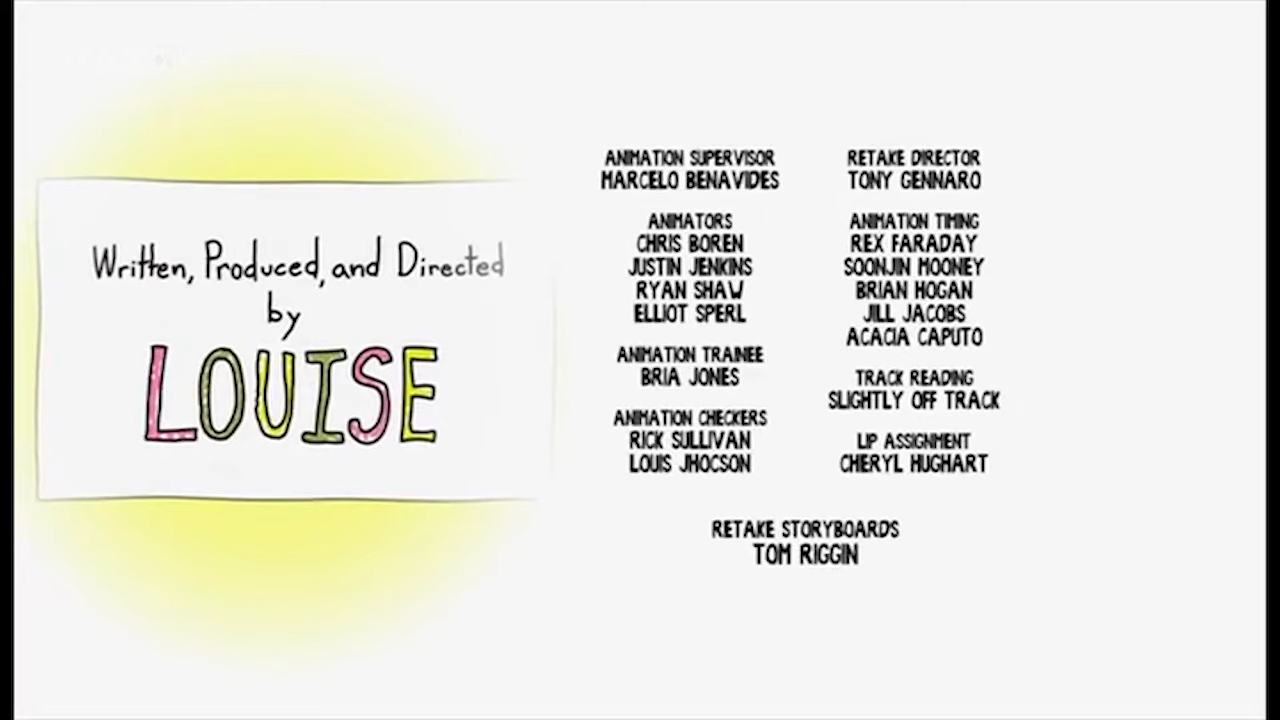 Written, Produced, and Directed
by
LOUISE
ANIMATION SUPERVISOR
MARCELO BENAVIDES
ANIMATORS
CHRIS BOREN
JUSTIN JENKINS
RYAN SHAW
ELLIOT SPERL
ANIMATION TRAINEE
BRIA JONES
ANIMATION CHECKERS
RICK SULLIVAN
LOUIS JHOCSON
RETAKE DIRECTOR
TONY GENNARO
ANIMATION TIMING
REX FARADAY
SOONJIN MOONEY
BRIAN HOGAN
JILL JACOBS
ACACIA CAPUTO
TRACK READING
SLIGHTLY OFF TRACK
LIP ASSIGNMENT
CHERYL HUGHART
RETAKE STORYBOARDS
TOM RIGGIN